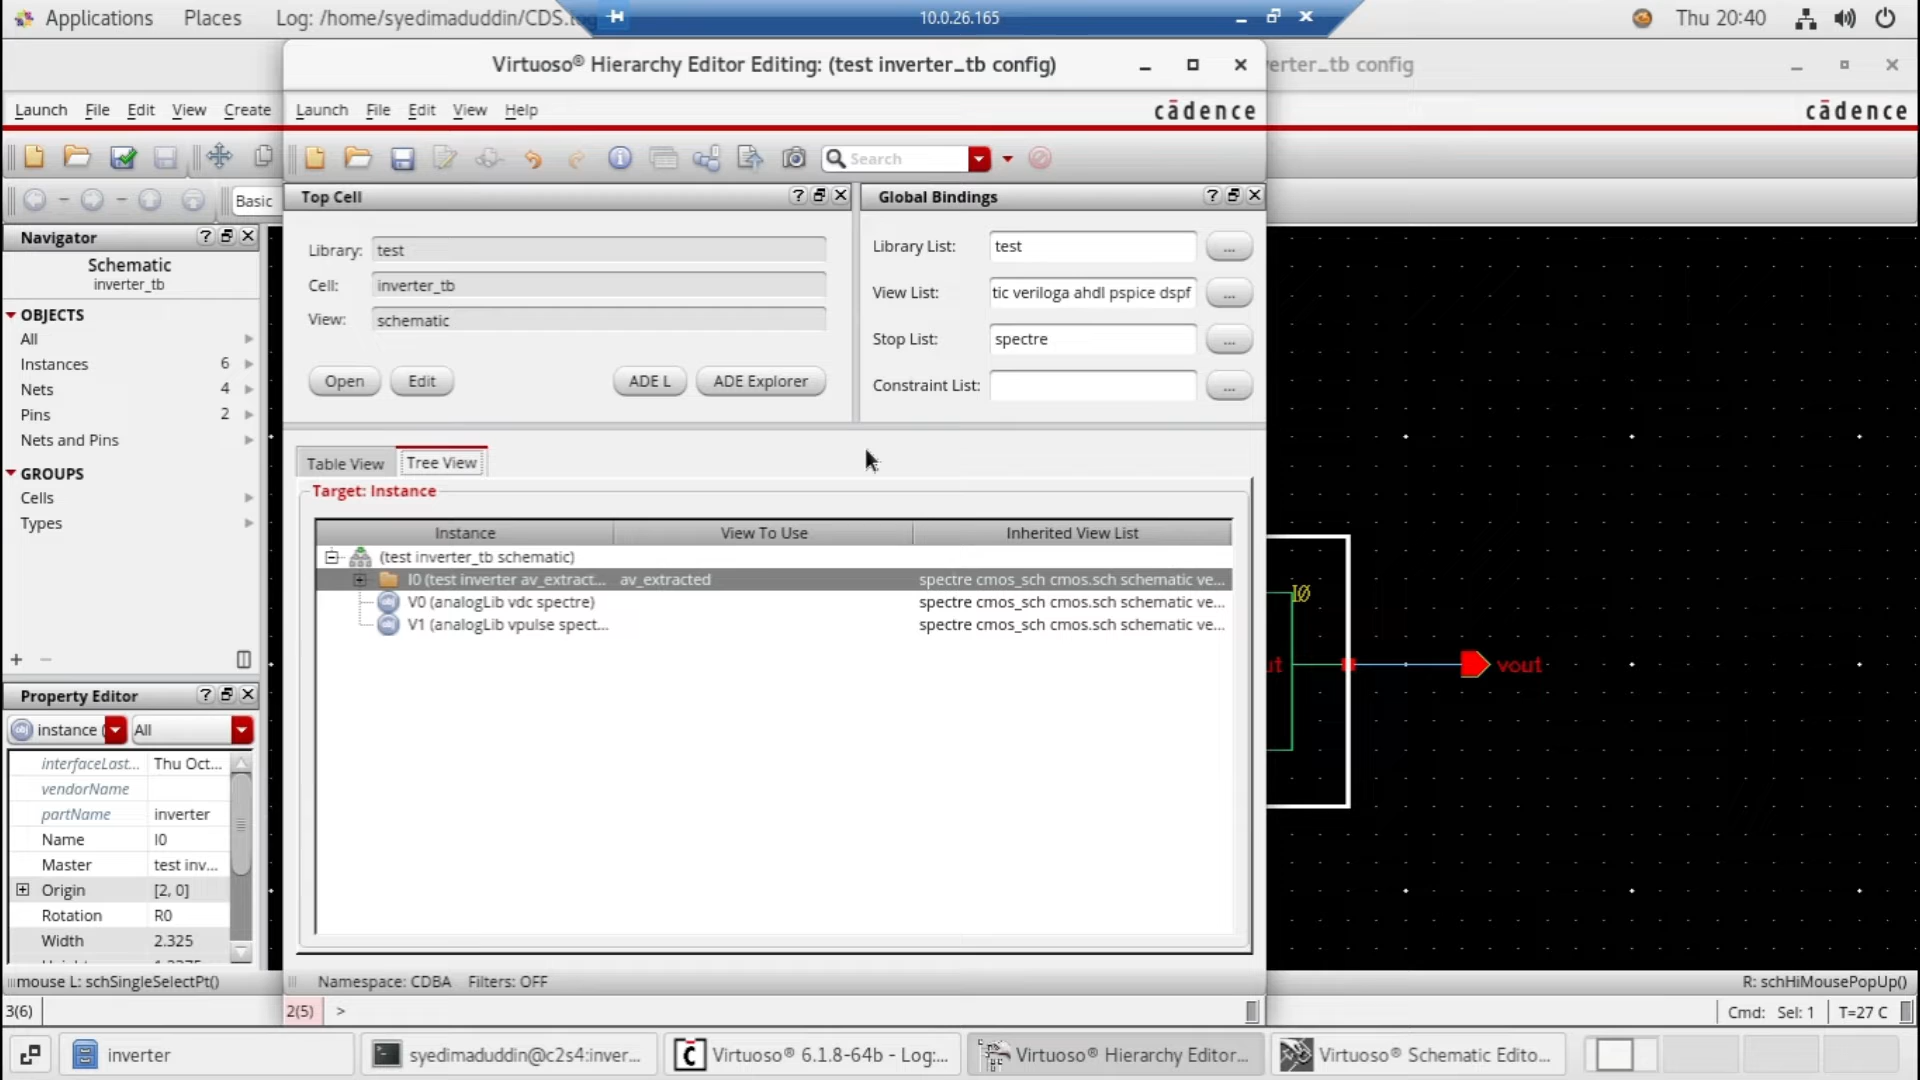 Applications Places Log: /home/syedimaduddin/CDS.log
10.0.26.165
Thu 20:40
Virtuoso® Hierarchy Editor Editing: (test inverter_tb config)
erter_tb config
Launch File Edit View Create
Launch File Edit View Help
cādence
cādence
Search
Basic
Top Cell
Library: test
Cell: inverter_tb
View: schematic
Open Edit ADE L ADE Explorer
Global Bindings
Library List: test ...
View List: tic veriloga ahdl pspice dspf ...
Stop List: spectre ...
Constraint List: ...
Navigator
Schematic
inverter_tb
OBJECTS
All
Instances 6
Nets 4
Pins 2
Nets and Pins
GROUPS
Cells
Types
Property Editor
instance ( All
interfaceLast... Thu Oct...
vendorName
partName inverter
Name I0
Master test inv...
Origin [2, 0]
Rotation R0
Width 2.325
Table View Tree View
Target: Instance
Instance View To Use Inherited View List
(test inverter_tb schematic)
I0 (test inverter av_extract... av_extracted spectre cmos_sch cmos.sch schematic ve...
V0 (analogLib vdc spectre) spectre cmos_sch cmos.sch schematic ve...
V1 (analogLib vpulse spect... spectre cmos_sch cmos.sch schematic ve...
I0
ut
vout
mouse L: schSingleSelectPt()
Namespace: CDBA Filters: OFF
R: schHiMousePopUp()
3(6)
2(5) >
Cmd: Sel: 1 T=27 C
inverter
syedimaduddin@c2s4:inver...
Virtuoso® 6.1.8-64b - Log:...
Virtuoso® Hierarchy Editor...
Virtuoso® Schematic Edito...